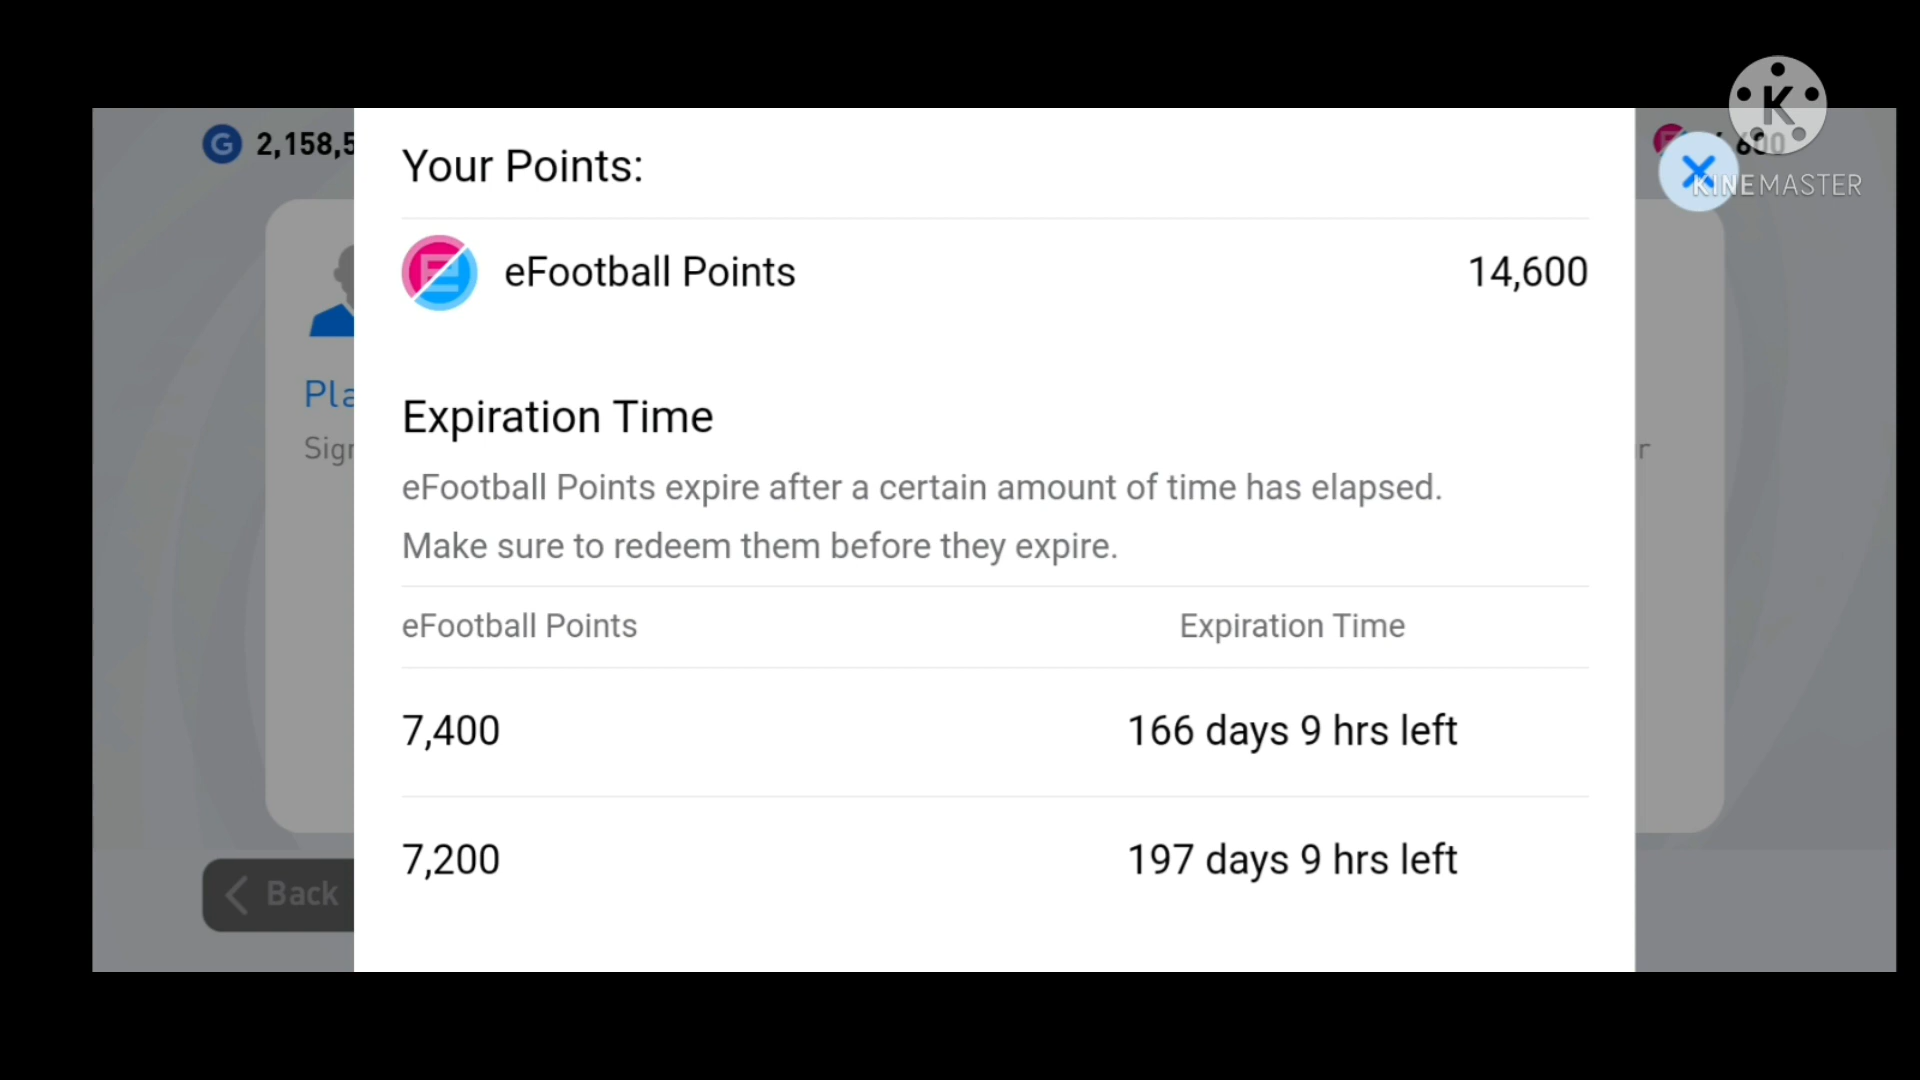 2,158,5
Your Points:
600
KINEMASTER
eFootball Points 14,600
Expiration Time
eFootball Points expire after a certain amount of time has elapsed.
Make sure to redeem them before they expire.
eFootball Points Expiration Time
7,400 166 days 9 hrs left
7,200 197 days 9 hrs left
Back